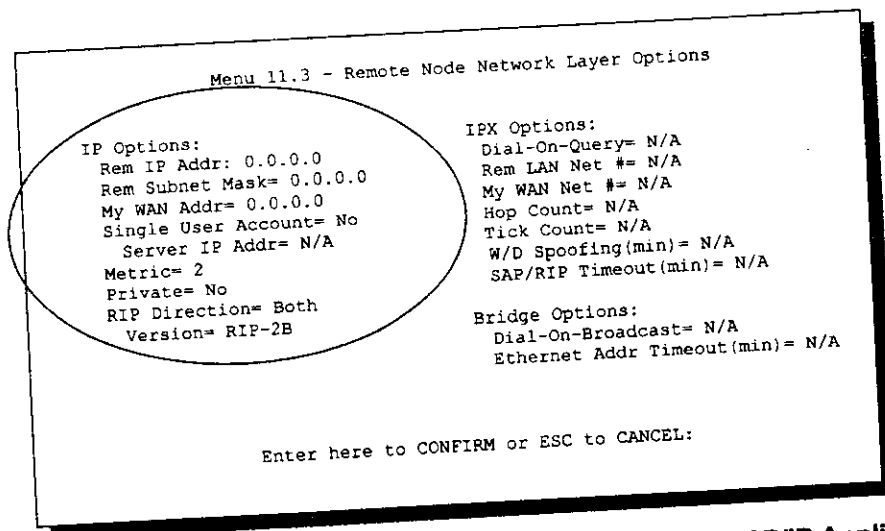 Menu 11.3 - Remote Node Network Layer Options
IP Options:
Rem IP Addr: 0.0.0.0
Rem Subnet Mask= 0.0.0.0
My WAN Addr= 0.0.0.0
Single User Account= No
Server IP Addr= N/A
Metric= 2
Private= No
RIP Direction= Both
Version= RIP-2B
IPX Options:
Dial-On-Query= N/A
Rem LAN Net #= N/A
My WAN Net #= N/A
Hop Count= N/A
Tick Count= N/A
W/D Spoofing(min)= N/A
SAP/RIP Timeout(min)= N/A
Bridge Options:
Dial-On-Broadcast= N/A
Ethernet Addr Timeout(min)= N/A
Enter here to CONFIRM or ESC to CANCEL: